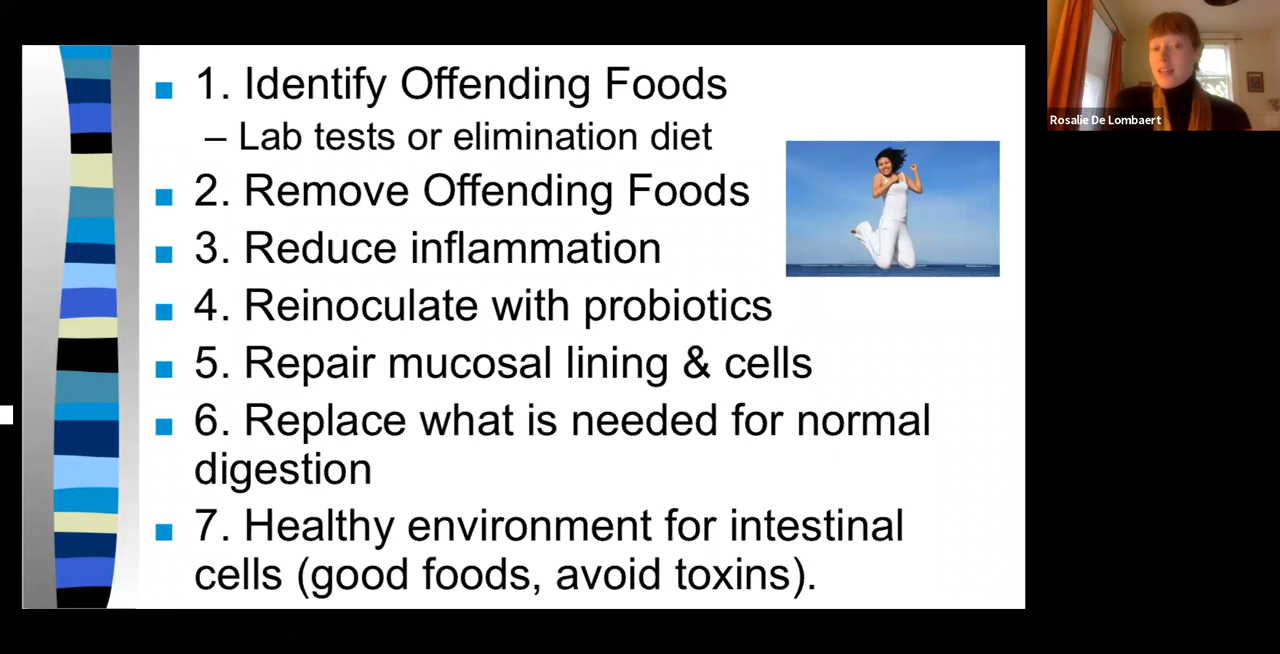 1. Identify Offending Foods
– Lab tests or elimination diet
2. Remove Offending Foods
3. Reduce inflammation
4. Reinoculate with probiotics
5. Repair mucosal lining & cells
6. Replace what is needed for normal
digestion
7. Healthy environment for intestinal
cells (good foods, avoid toxins).
Rosalie De Lombaert